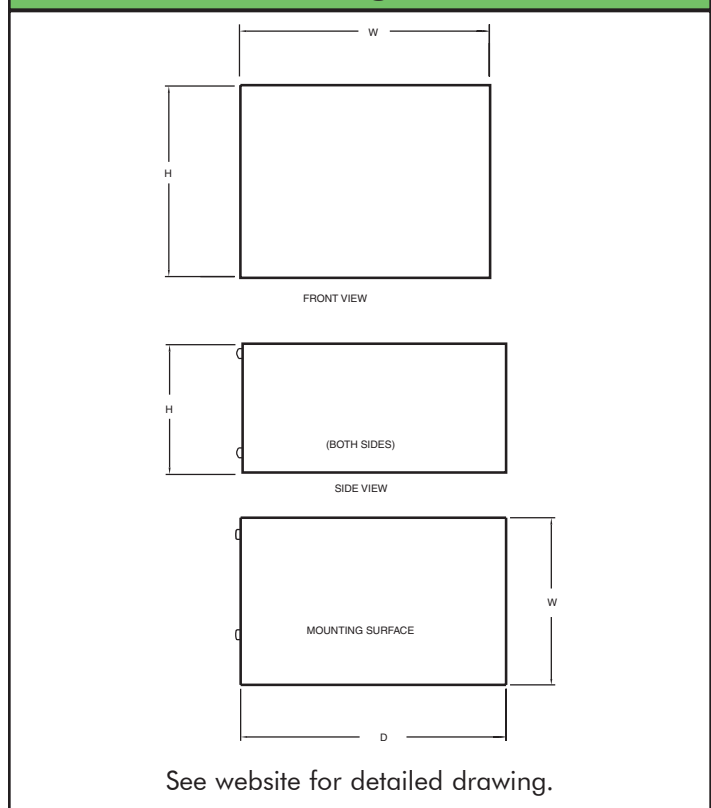 W
H
FRONT VIEW
H
(BOTH SIDES)
SIDE VIEW
W
MOUNTING SURFACE
D
See website for detailed drawing.